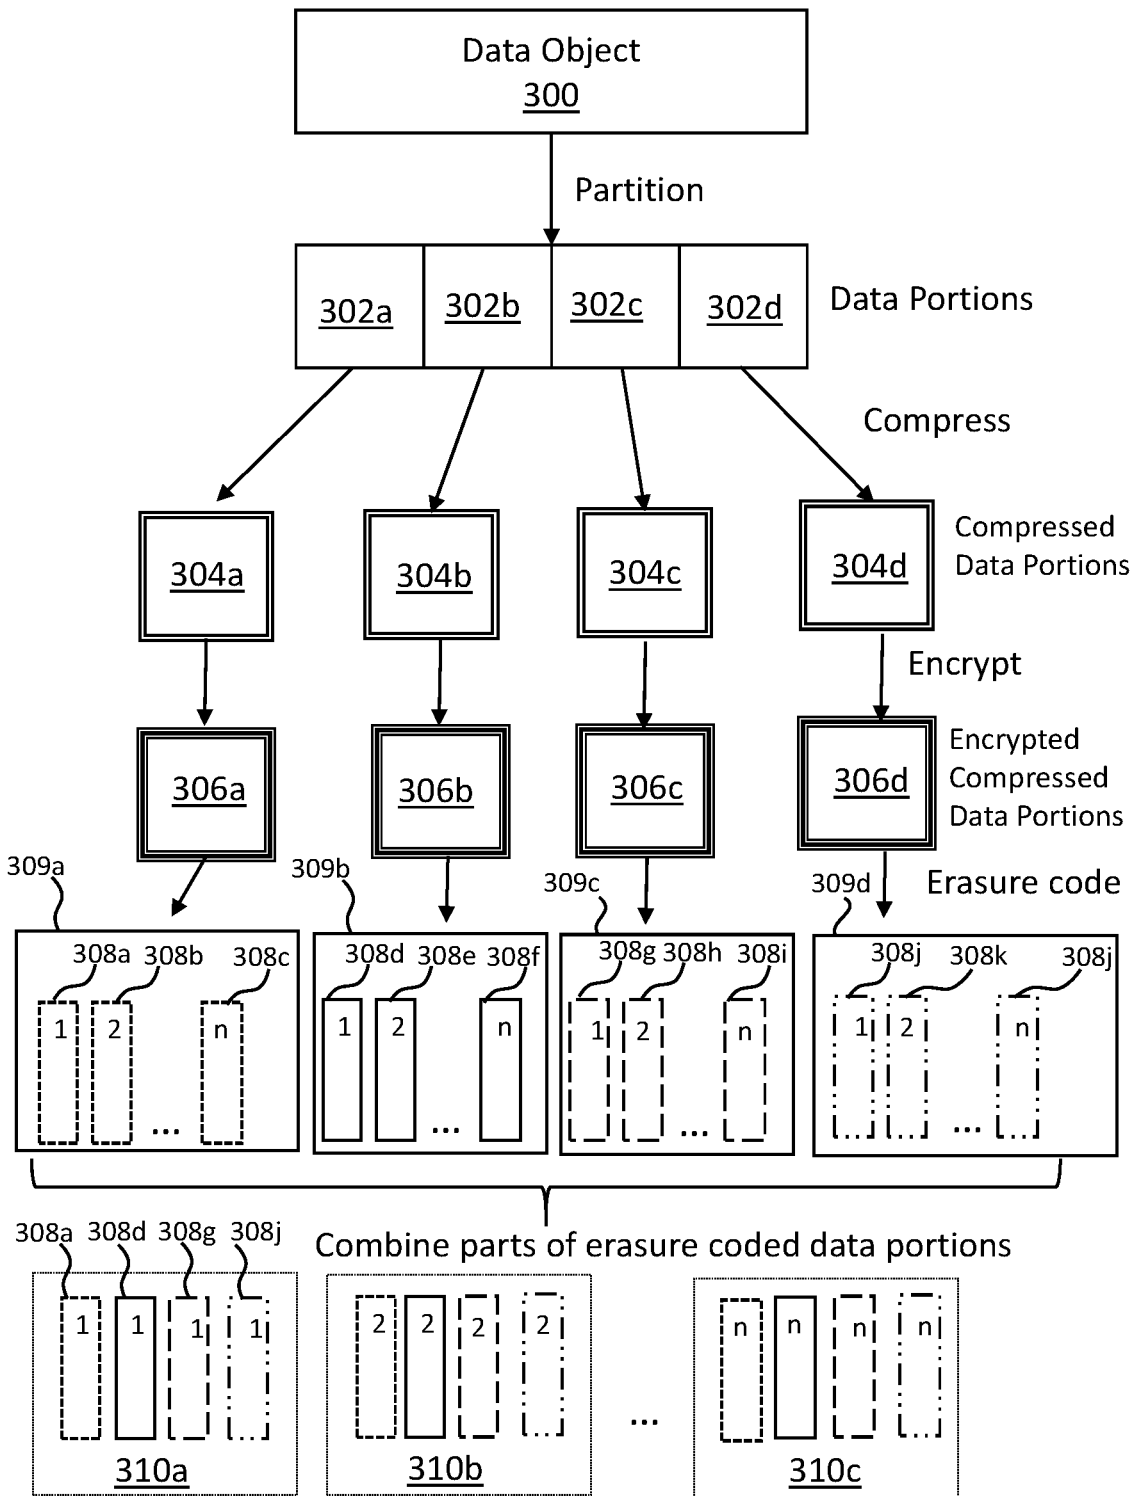 Data Object
300
Partition
302a 302b 302c 302d Data Portions
Compress
304a 304b 304c 304d Compressed
Data Portions
Encrypt
306a 306b 306c 306d Encrypted
Compressed
Data Portions
309a 309b 309c 309d Erasure code
308a 308b 308c 308d 308e 308f 308g 308h 308i 308j 308k 308j
1 2 n 1 2 n 1 2 n 1 2 n
... ... ... ...
308a 308d 308g 308j Combine parts of erasure coded data portions
1 1 1 1 2 2 2 2 n n n n
...
310a 310b 310c